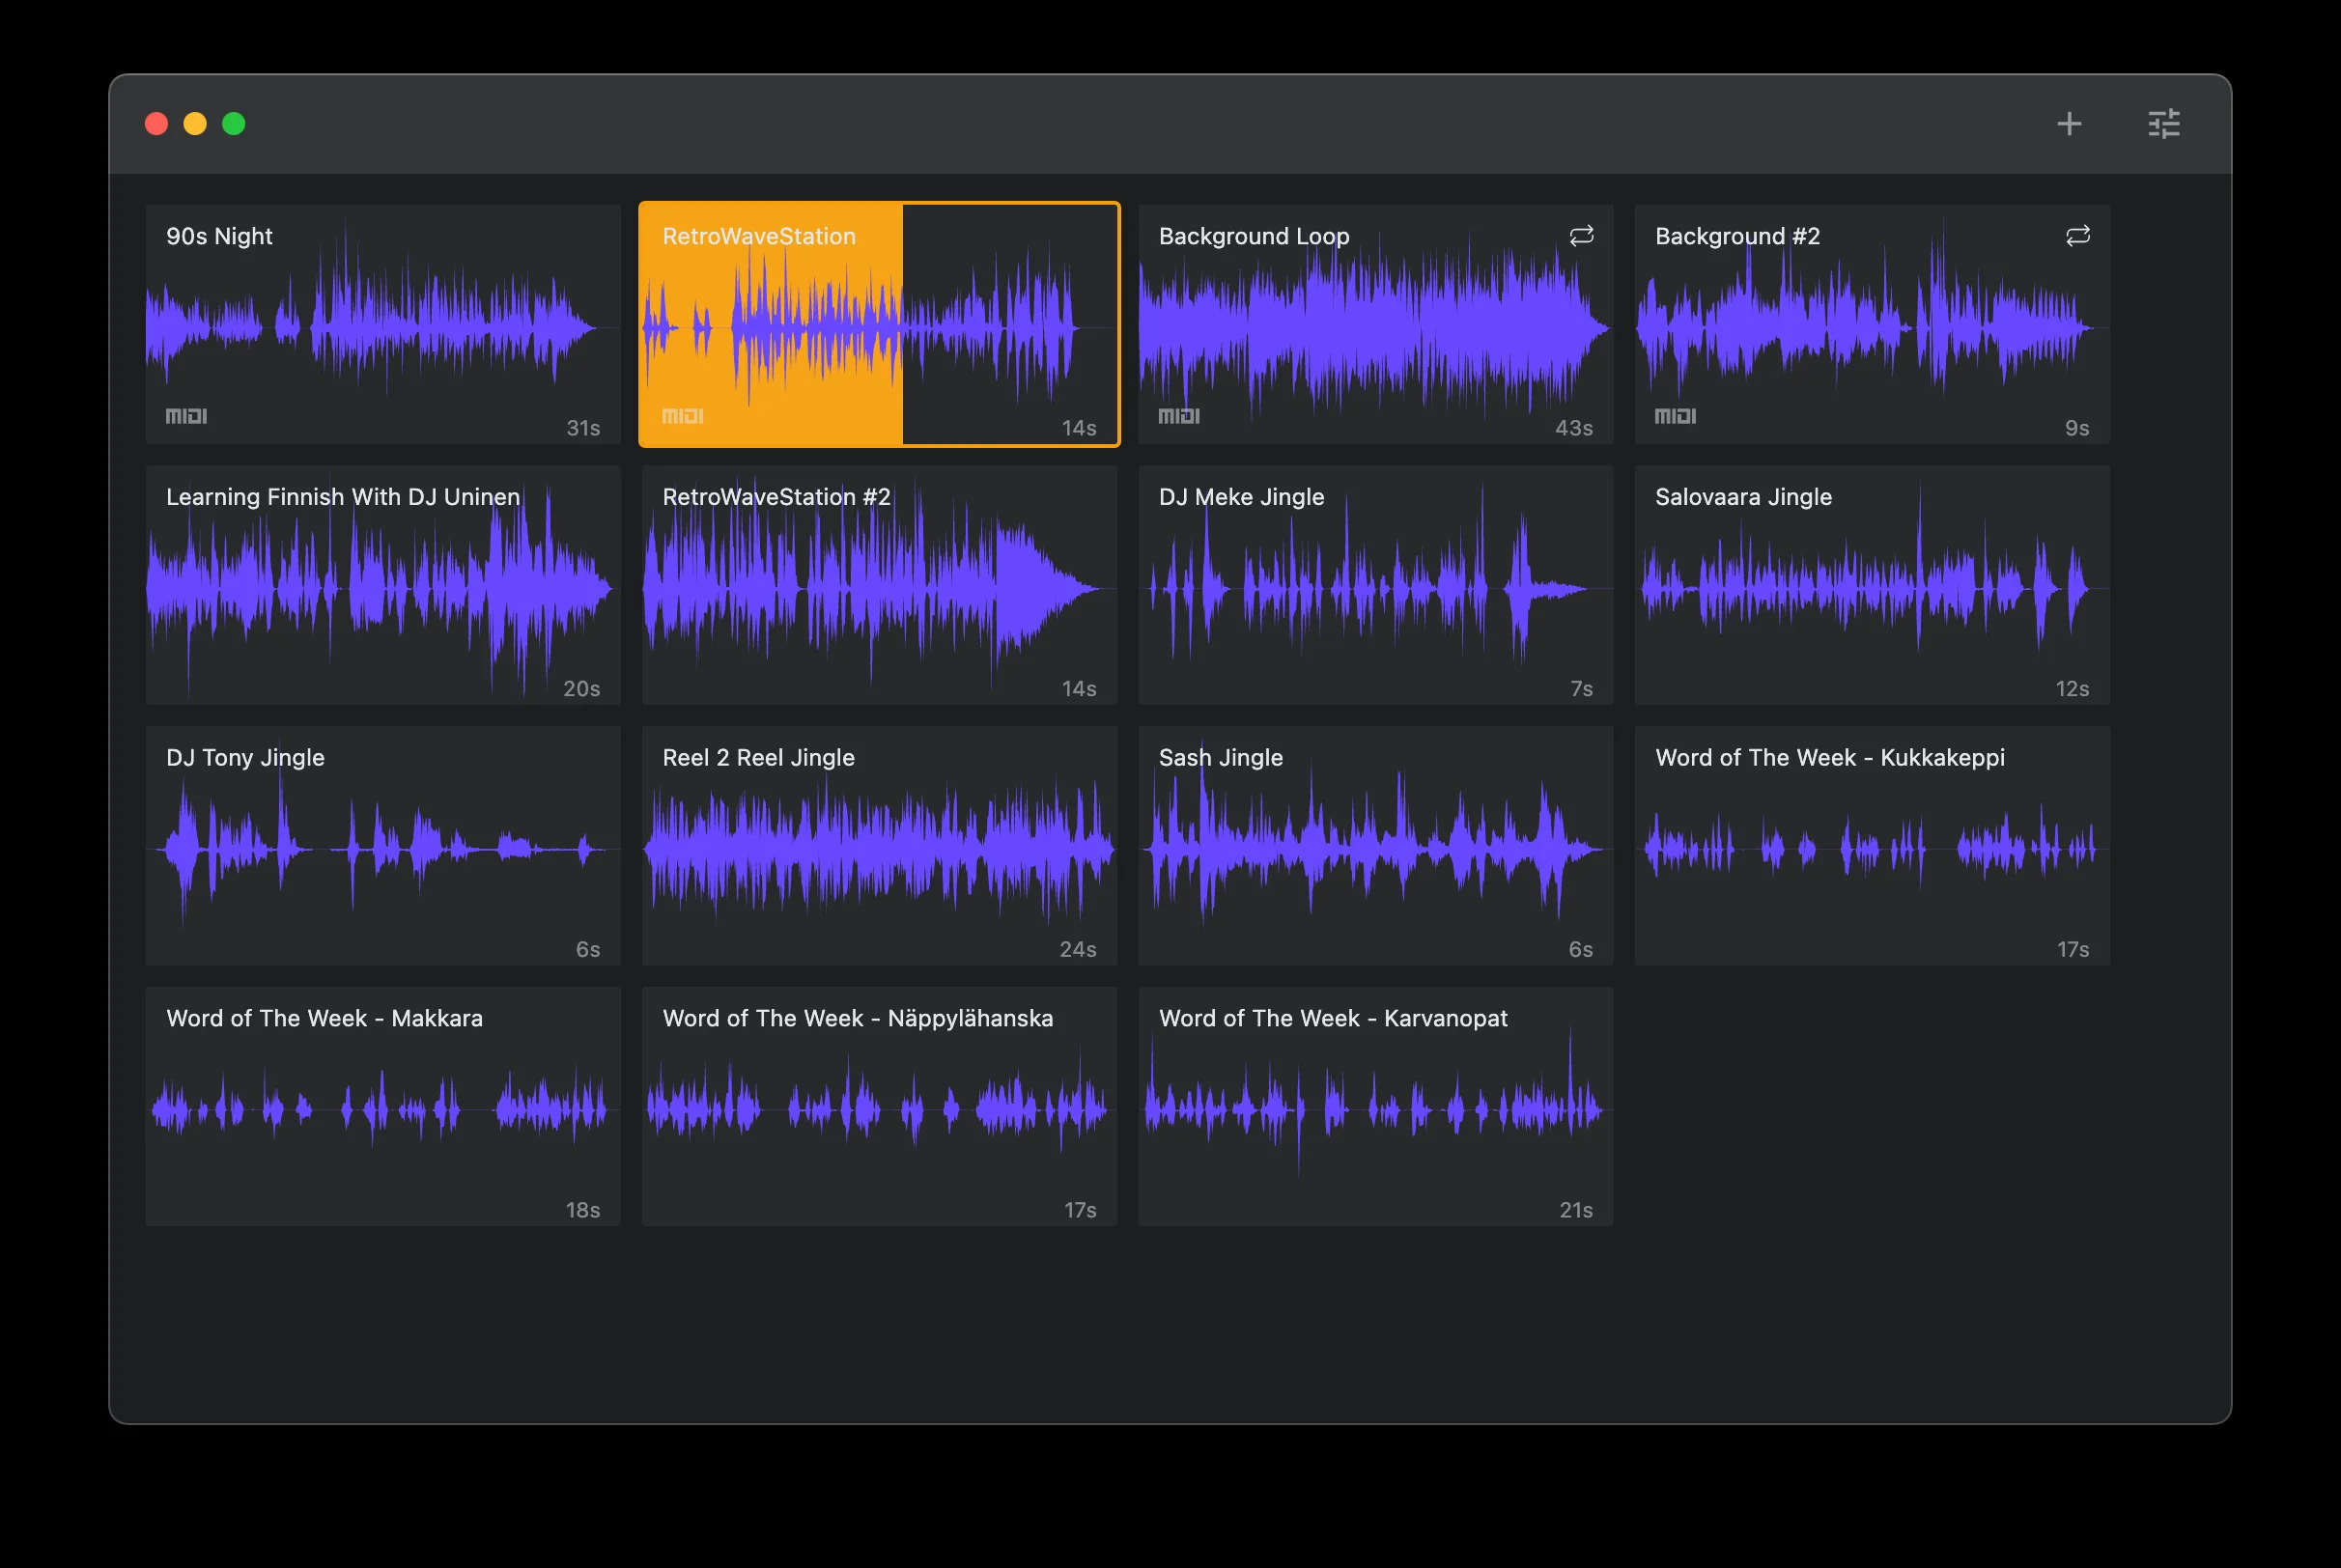 90s Night
MIDI
31s
RetroWaveStation
MIDI
14s
Background Loop
MIDI
43s
Background #2
MIDI
9s
Learning Finnish With DJ Uninen
20s
RetroWaveStation #2
14s
DJ Meke Jingle
7s
Salovaara Jingle
12s
DJ Tony Jingle
6s
Reel 2 Reel Jingle
24s
Sash Jingle
6s
Word of The Week - Kukkakeppi
17s
Word of The Week - Makkara
18s
Word of The Week - Näppylähanska
17s
Word of The Week - Karvanopat
21s